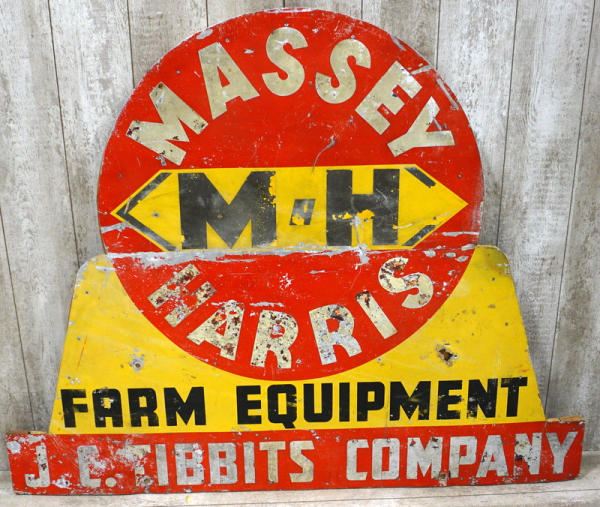 MASSEY
M-H
HARRIS
FARM EQUIPMENT
J. C. TIBBITS COMPANY